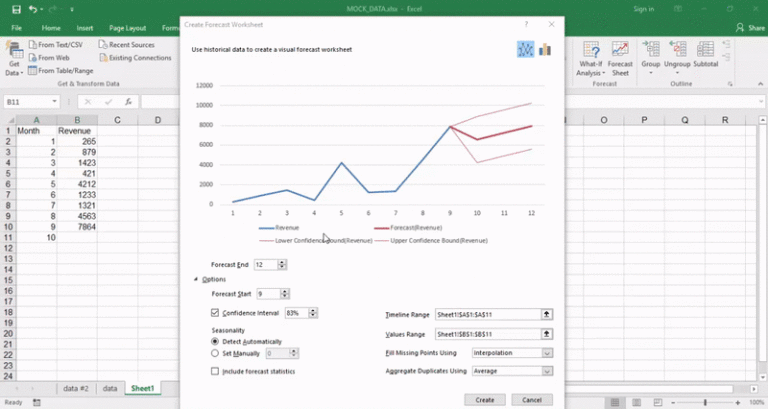 MOCK_DATA.xlsx - Excel
Sign in
File Home Insert Page Layout Formu
Share
Get Data
From Text/CSV
From Web
From Table/Range
Recent Sources
Existing Connections
Get & Transform Data
What-If Analysis
Forecast Sheet
Forecast
Group
Ungroup
Subtotal
Outline
B11
fx
A B C D
O P Q R
1 Month Revenue
2 1 265
3 2 879
4 3 1423
5 4 421
6 5 4212
7 6 1233
8 7 1321
9 8 4563
10 9 7864
11 10
12
13
14
15
16
17
18
19
20
21
22
23
24
Create Forecast Worksheet
?
Use historical data to create a visual forecast worksheet
12000
10000
8000
6000
4000
2000
0
1 2 3 4 5 6 7 8 9 10 11 12
Revenue
Forecast(Revenue)
Lower Confidence Bound(Revenue)
Upper Confidence Bound(Revenue)
Forecast End 12
Options
Forecast Start 9
Confidence Interval 83%
Seasonality
Detect Automatically
Set Manually 0
Include forecast statistics
Timeline Range Sheet1!$A$1:$A$11
Values Range Sheet1!$B$1:$B$11
Fill Missing Points Using Interpolation
Aggregate Duplicates Using Average
Create Cancel
data #2 data Sheet1
Ready
100%